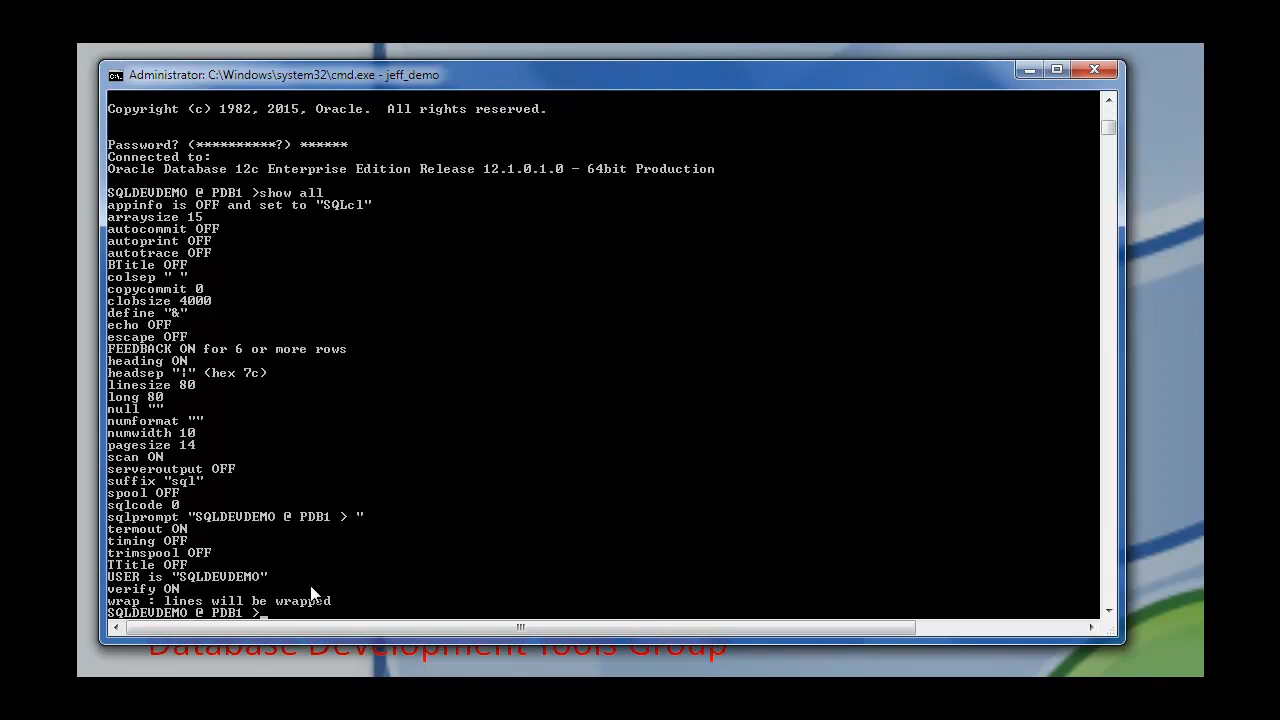 Administrator: C:\Windows\system32\cmd.exe - jeff_demo
Copyright (c) 1982, 2015, Oracle.  All rights reserved.
Password? (**********?) ******
Connected to:
Oracle Database 12c Enterprise Edition Release 12.1.0.1.0 - 64bit Production
SQLDEVDEMO @ PDB1 >show all
appinfo is OFF and set to "SQLcl"
arraysize 15
autocommit OFF
autoprint OFF
autotrace OFF
BTitle OFF
colsep " "
copycommit 0
clobsize 4000
define "&"
echo OFF
escape OFF
FEEDBACK ON for 6 or more rows
heading ON
headsep "¦" (hex 7c)
linesize 80
long 80
null ""
numformat ""
numwidth 10
pagesize 14
scan ON
serveroutput OFF
suffix "sql"
spool OFF
sqlcode 0
sqlprompt "SQLDEVDEMO @ PDB1 > "
termout ON
timing OFF
trimspool OFF
TTitle OFF
USER is "SQLDEVDEMO"
verify ON
wrap : lines will be wrapped
SQLDEVDEMO @ PDB1 >_
Database Development Tools Group